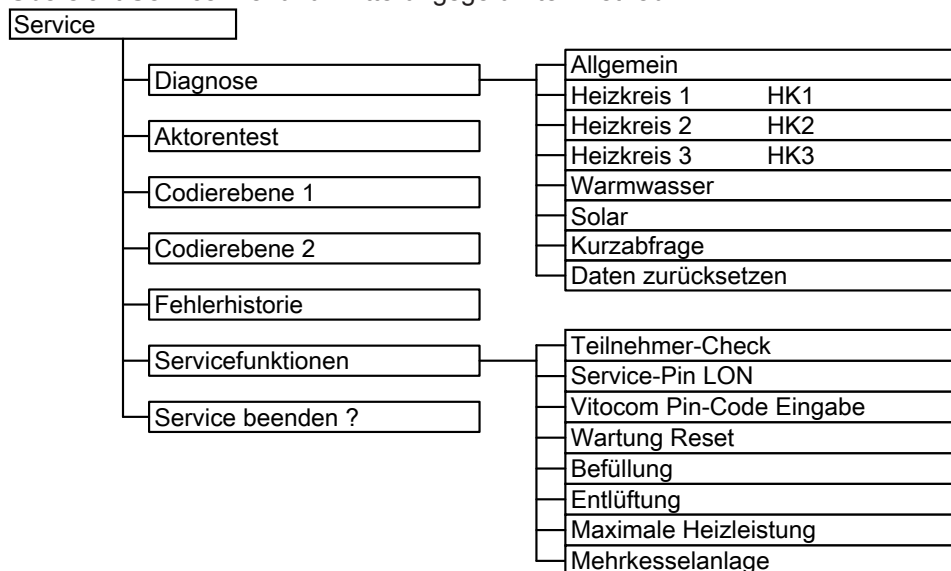 Service
Diagnose
Allgemein
Heizkreis 1 HK1
Heizkreis 2 HK2
Heizkreis 3 HK3
Warmwasser
Solar
Kurzabfrage
Daten zurücksetzen
Aktorentest
Codierebene 1
Codierebene 2
Fehlerhistorie
Servicefunktionen
Teilnehmer-Check
Service-Pin LON
Vitocom Pin-Code Eingabe
Wartung Reset
Befüllung
Entlüftung
Maximale Heizleistung
Mehrkesselanlage
Service beenden ?